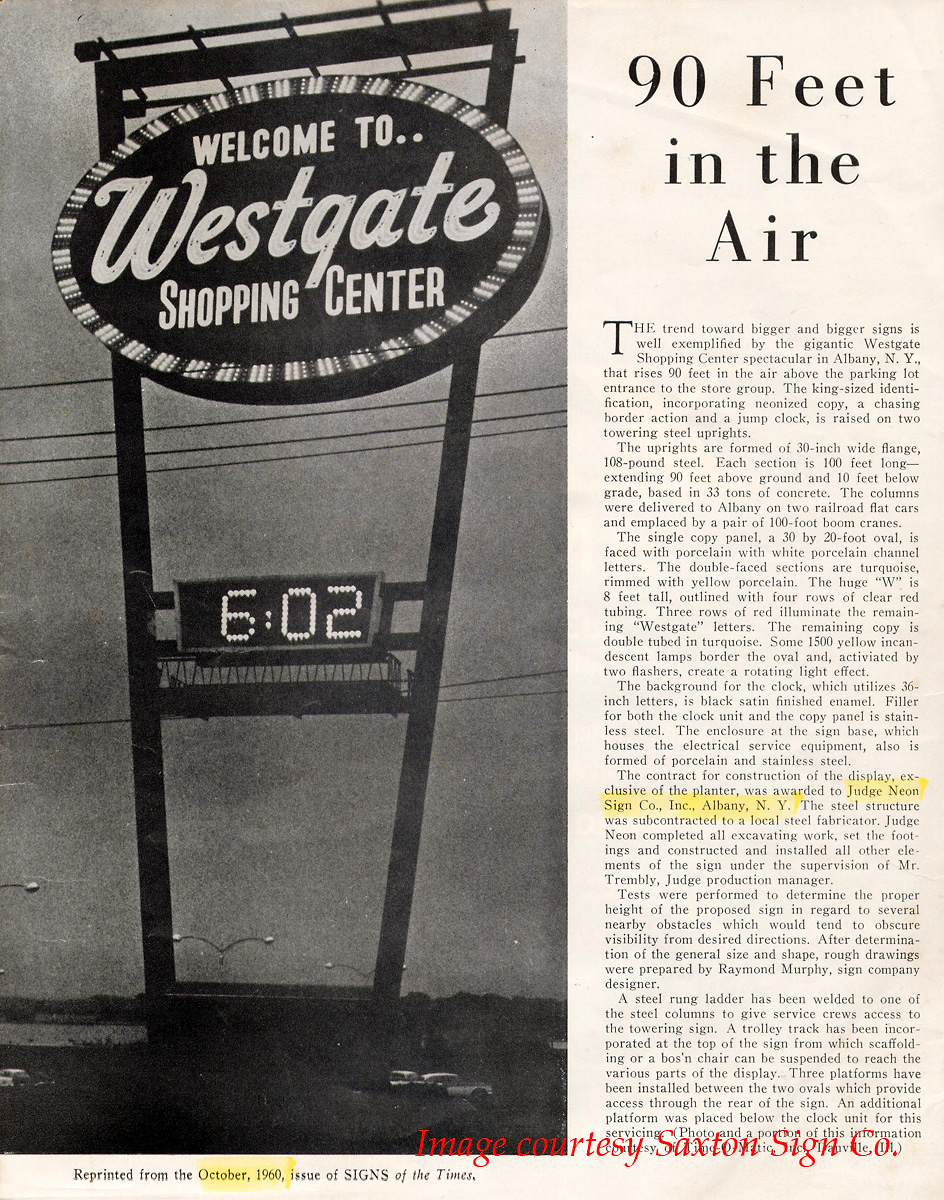 WELCOME TO..
Westgate
SHOPPING CENTER
6:02
90 Feet
in the
Air
THE trend toward bigger and bigger signs is
well exemplified by the gigantic Westgate
Shopping Center spectacular in Albany, N. Y.,
that rises 90 feet in the air above the parking lot
entrance to the store group. The king-sized identi-
fication, incorporating neonized copy, a chasing
border action and a jump clock, is raised on two
towering steel uprights.
The uprights are formed of 30-inch wide flange,
108-pound steel. Each section is 100 feet long—
extending 90 feet above ground and 10 feet below
grade, based in 33 tons of concrete. The columns
were delivered to Albany on two railroad flat cars
and emplaced by a pair of 100-foot boom cranes.
The single copy panel, a 30 by 20-foot oval, is
faced with porcelain with white porcelain channel
letters. The double-faced sections are turquoise,
rimmed with yellow porcelain. The huge “W” is
8 feet tall, outlined with four rows of clear red
tubing. Three rows of red illuminate the remain-
ing “Westgate” letters. The remaining copy is
double tubed in turquoise. Some 1500 yellow incan-
descent lamps border the oval and, activiated by
two flashers, create a rotating light effect.
The background for the clock, which utilizes 36-
inch letters, is black satin finished enamel. Filler
for both the clock unit and the copy panel is stain-
less steel. The enclosure at the sign base, which
houses the electrical service equipment, also is
formed of porcelain and stainless steel.
The contract for construction of the display, ex-
clusive of the planter, was awarded to Judge Neon
Sign Co., Inc., Albany, N. Y. The steel structure
was subcontracted to a local steel fabricator. Judge
Neon completed all excavating work, set the foot-
ings and constructed and installed all other ele-
ments of the sign under the supervision of Mr.
Trembly, Judge production manager.
Tests were performed to determine the proper
height of the proposed sign in regard to several
nearby obstacles which would tend to obscure
visibility from desired directions. After determina-
tion of the general size and shape, rough drawings
were prepared by Raymond Murphy, sign company
designer.
A steel rung ladder has been welded to one of
the steel columns to give service crews access to
the towering sign. A trolley track has been incor-
porated at the top of the sign from which scaffold-
ing or a bos'n chair can be suspended to reach the
various parts of the display. Three platforms have
been installed between the two ovals which provide
access through the rear of the sign. An additional
platform was placed below the clock unit for this
servicing. (Photo and a portion of this information
courtesy of Time-O-Matic, Inc., Danville, Ill.)
Image courtesy Saxton Sign Co.
Reprinted from the October, 1960, issue of SIGNS of the Times.